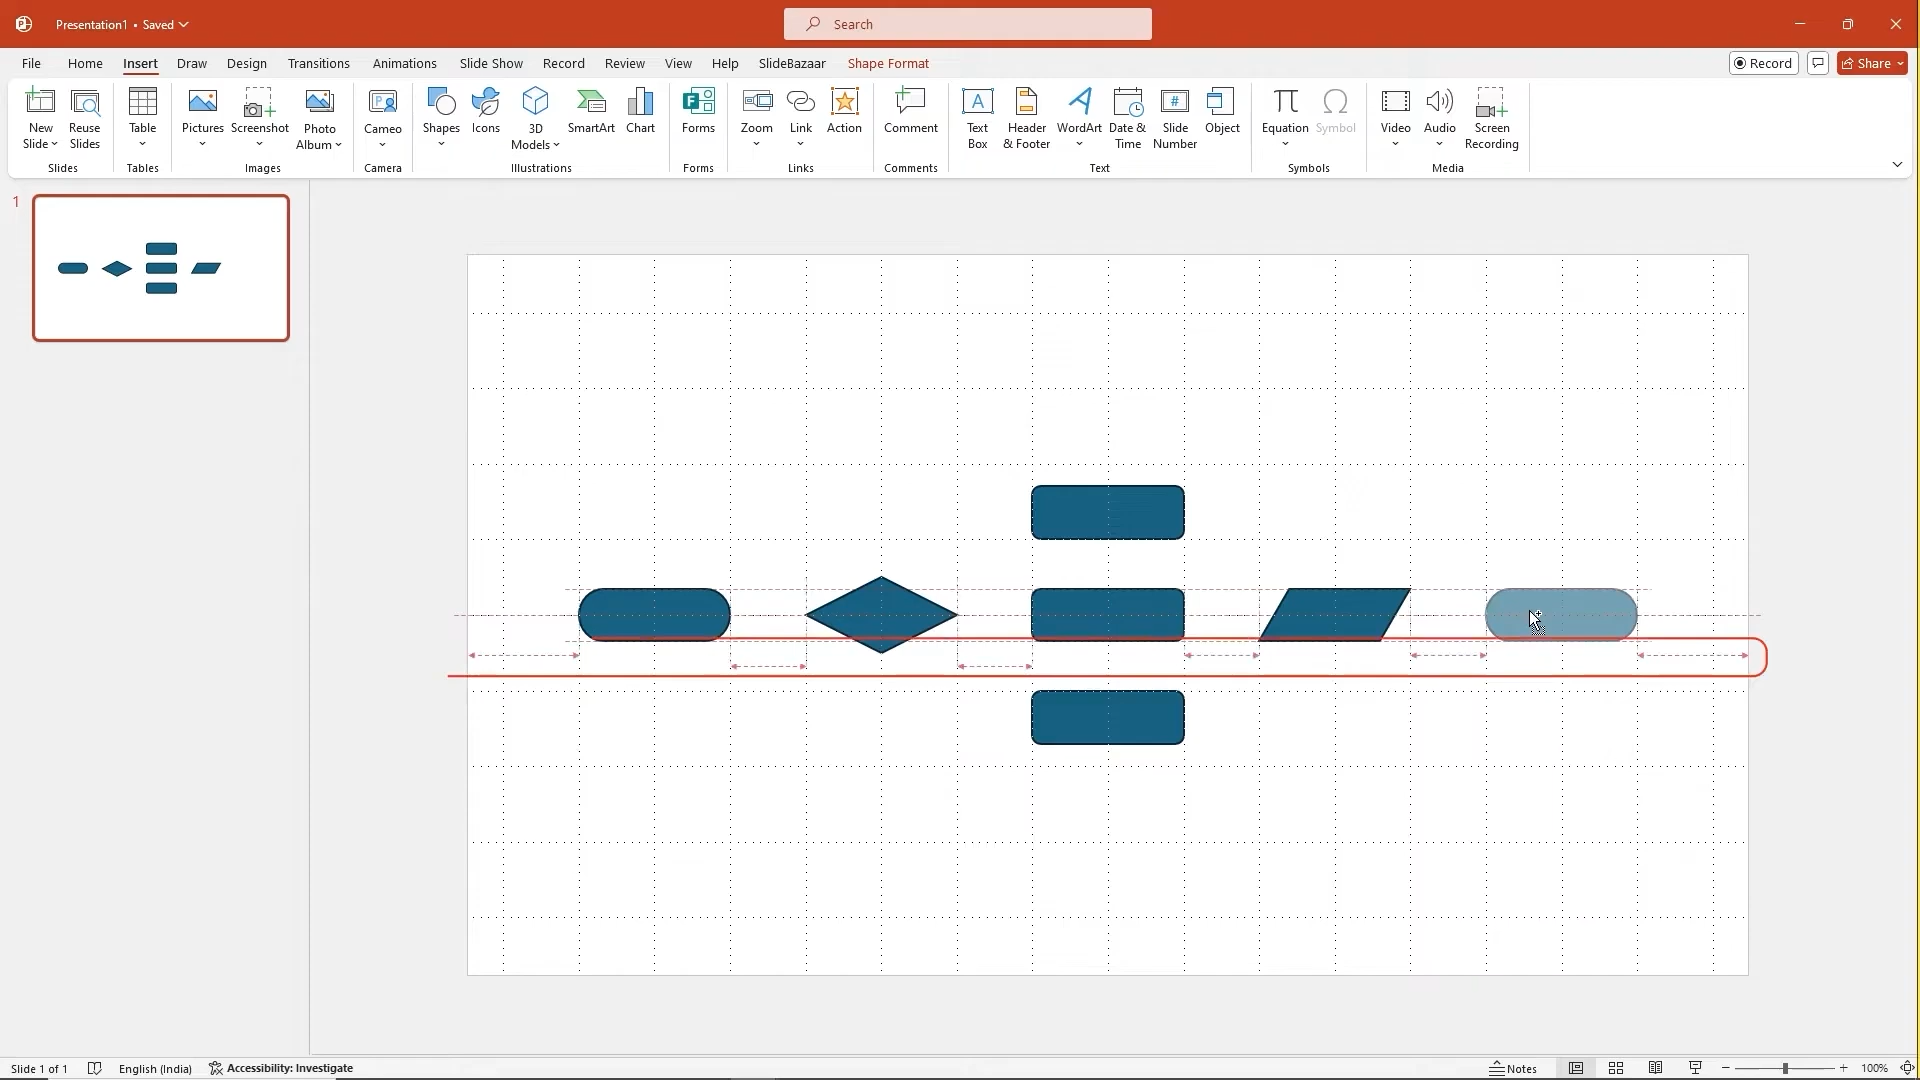 Presentation1 • Saved
Search
File Home Insert Draw Design Transitions Animations Slide Show Record Review View Help SlideBazaar Shape Format
Record
Share
New Slide
Reuse Slides
Table
Pictures
Screenshot
Photo Album
Cameo
Shapes
Icons
3D Models
SmartArt
Chart
Forms
Zoom
Link
Action
Comment
Text Box
Header & Footer
WordArt
Date & Time
Slide Number
Object
Equation
Symbol
Video
Audio
Screen Recording
Slides Tables Images Camera Illustrations Forms Links Comments Text Symbols Media
1
Slide 1 of 1
English (India)
Accessibility: Investigate
Notes
100%